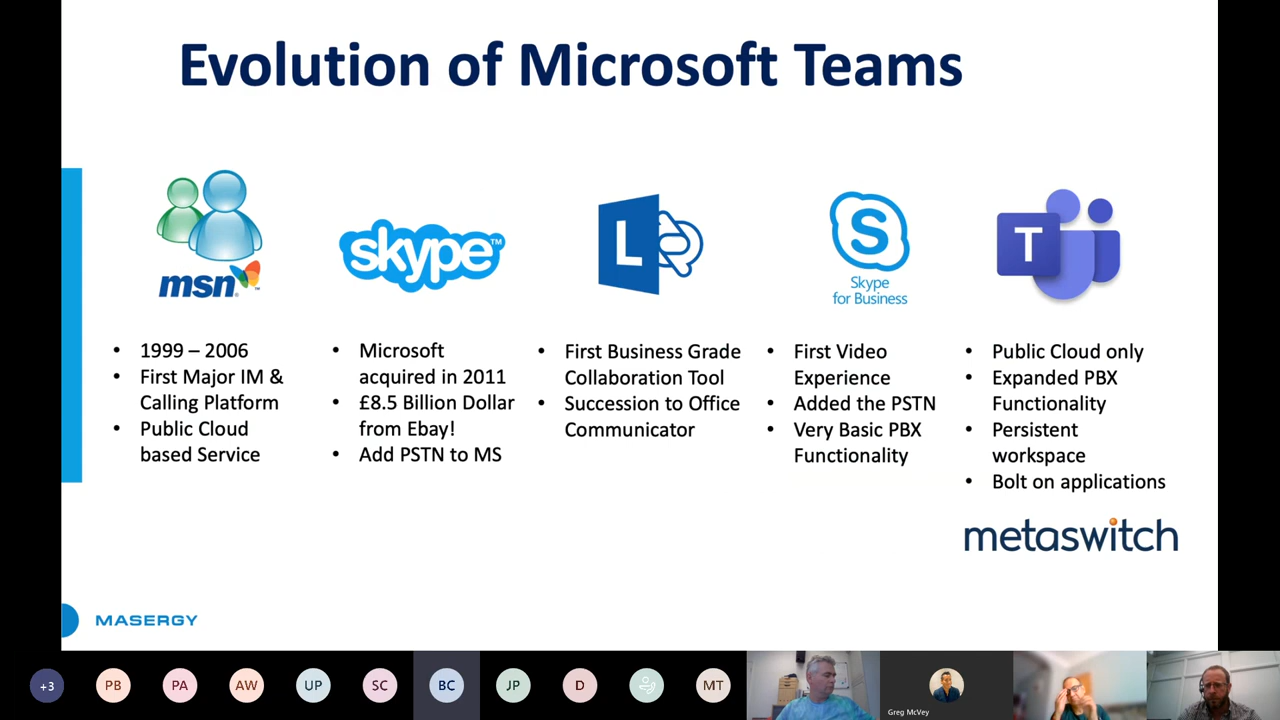 Evolution of Microsoft Teams
msn
skype™
L
S
Skype
for Business
T
• 1999 – 2006
• First Major IM &
Calling Platform
• Public Cloud
based Service
• Microsoft
acquired in 2011
• £8.5 Billion Dollar
from Ebay!
• Add PSTN to MS
• First Business Grade
Collaboration Tool
• Succession to Office
Communicator
• First Video
Experience
• Added the PSTN
• Very Basic PBX
Functionality
• Public Cloud only
• Expanded PBX
Functionality
• Persistent
workspace
• Bolt on applications
metaswitch
MASERGY
+3
PB
PA
AW
UP
SC
BC
JP
D
MT
Greg McVey